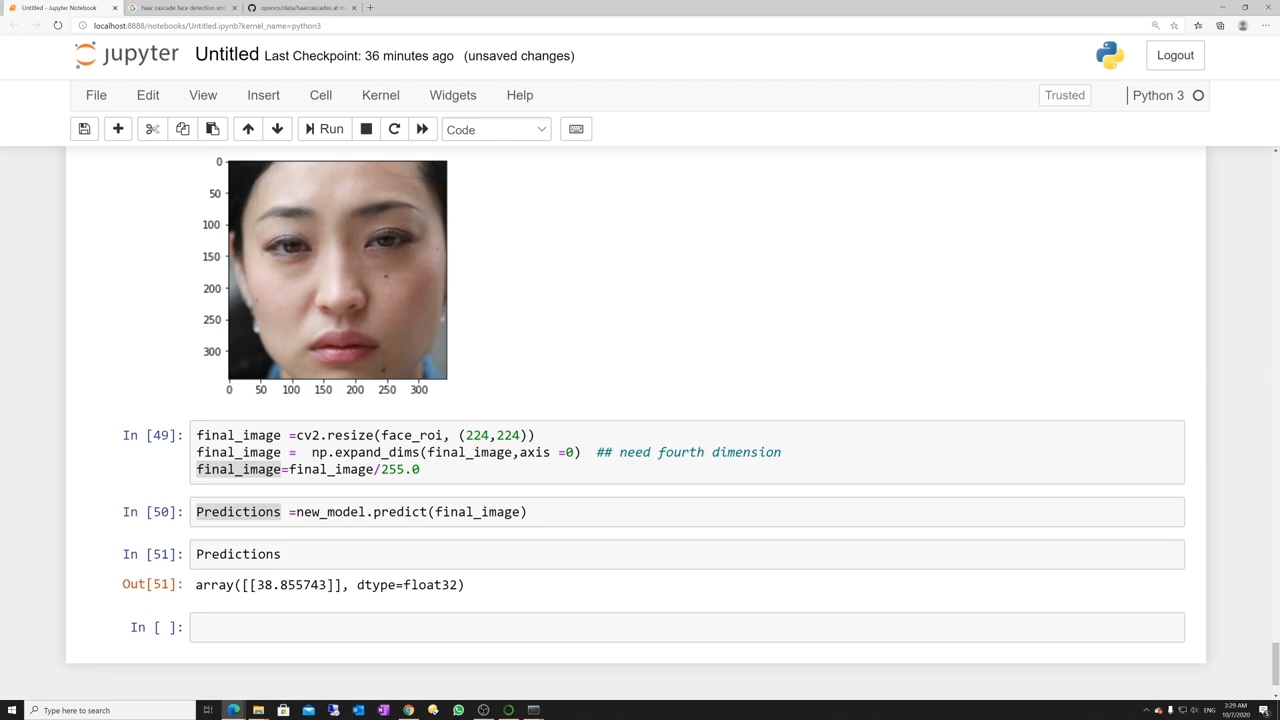 Untitled - Jupyter Notebook
haar cascade face detection xml
opencv/data/haarcascades at m
localhost:8888/notebooks/Untitled.ipynb?kernel_name=python3
jupyter Untitled Last Checkpoint: 36 minutes ago (unsaved changes)
Logout
File Edit View Insert Cell Kernel Widgets Help
Trusted Python 3
Run Code
0
50
100
150
200
250
300
0 50 100 150 200 250 300
In [49]: final_image =cv2.resize(face_roi, (224,224))
final_image = np.expand_dims(final_image,axis =0) ## need fourth dimension
final_image=final_image/255.0
In [50]: Predictions =new_model.predict(final_image)
In [51]: Predictions
Out[51]: array([[38.855743]], dtype=float32)
In [ ]:
Type here to search
ENG
3:29 AM
10/7/2020